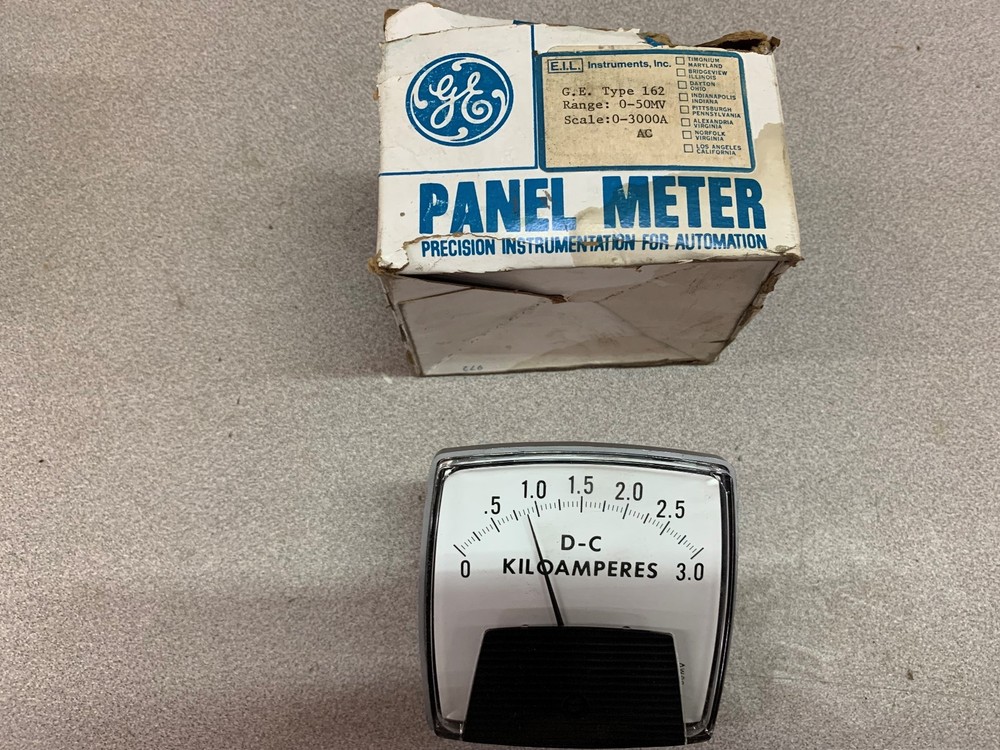 GE
E.I.L. Instruments, Inc.
G.E. Type 162
Range: 0-50MV
Scale:0-3000A
AC
TIMONIUM
MARYLAND
BRIDGEVIEW
ILLINOIS
DAYTON
OHIO
INDIANAPOLIS
INDIANA
PITTSBURGH
PENNSYLVANIA
ALEXANDRIA
VIRGINIA
NORFOLK
VIRGINIA
LOS ANGELES
CALIFORNIA
PANEL METER
PRECISION INSTRUMENTATION FOR AUTOMATION
0 .5 1.0 1.5 2.0 2.5 3.0
D-C
KILOAMPERES